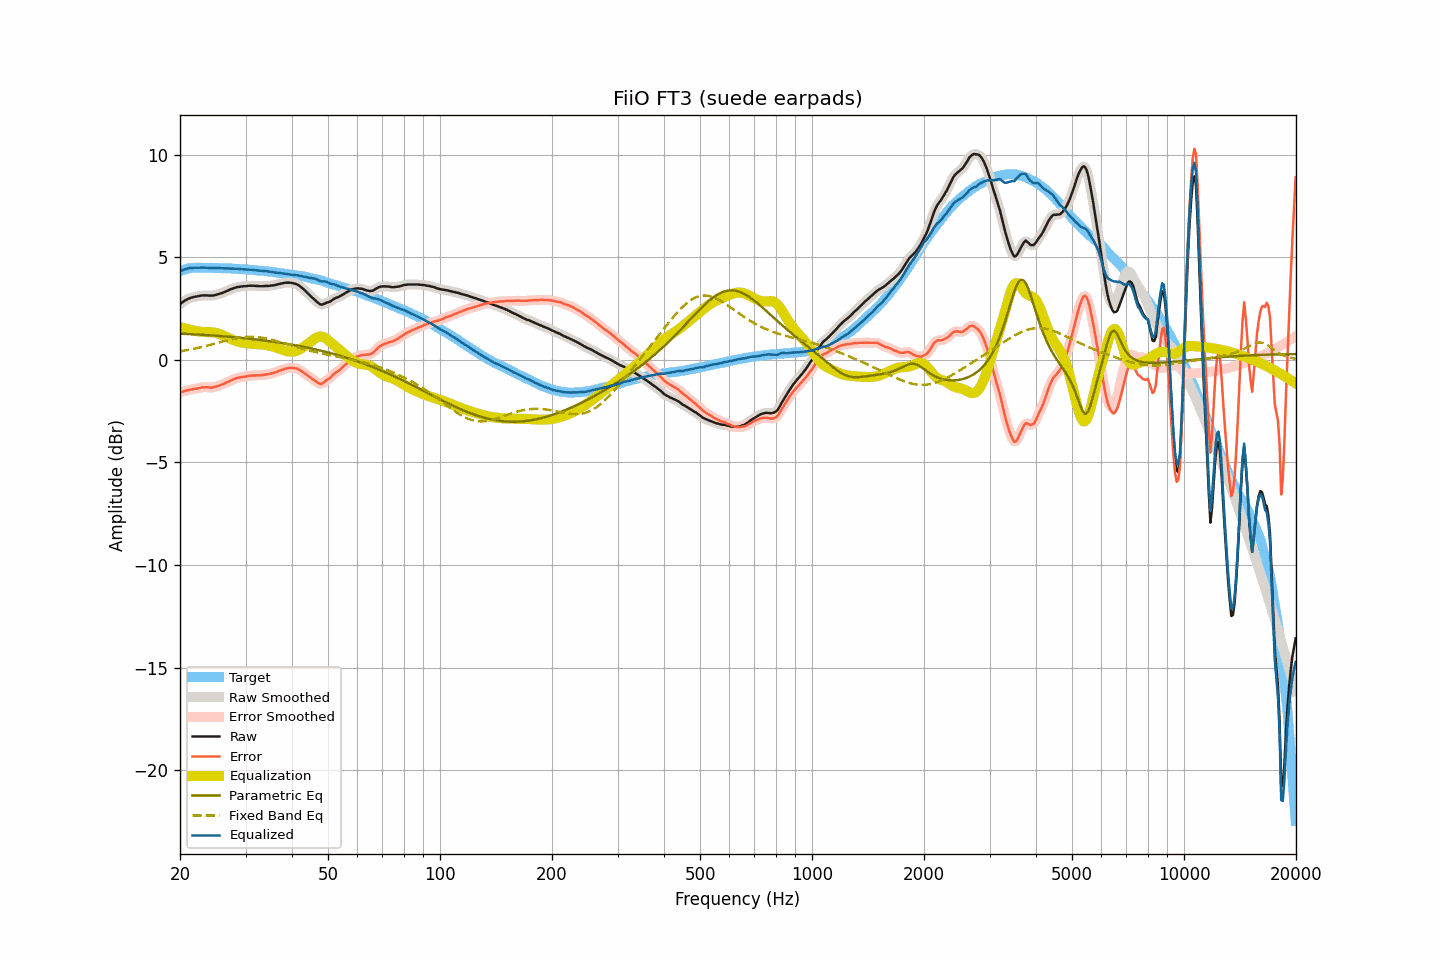 FiiO FT3 (suede earpads)
Amplitude (dBr)
10
5
0
−5
−10
−15
−20
Target
Raw Smoothed
Error Smoothed
Raw
Error
Equalization
Parametric Eq
Fixed Band Eq
Equalized
20 50 100 200 500 1000 2000 5000 10000 20000
Frequency (Hz)